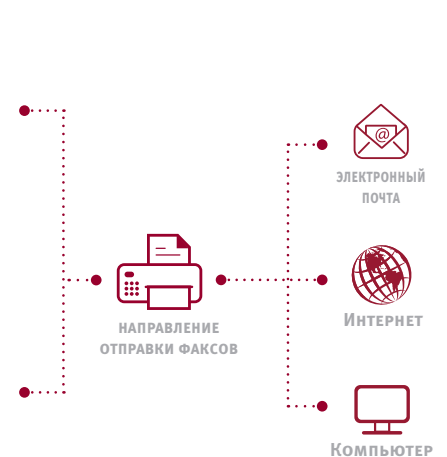 @
ЭЛЕКТРОННЫЙ
ПОЧТА
ИНТЕРНЕТ
НАПРАВЛЕНИЕ
ОТПРАВКИ ФАКСОВ
КОМПЬЮТЕР